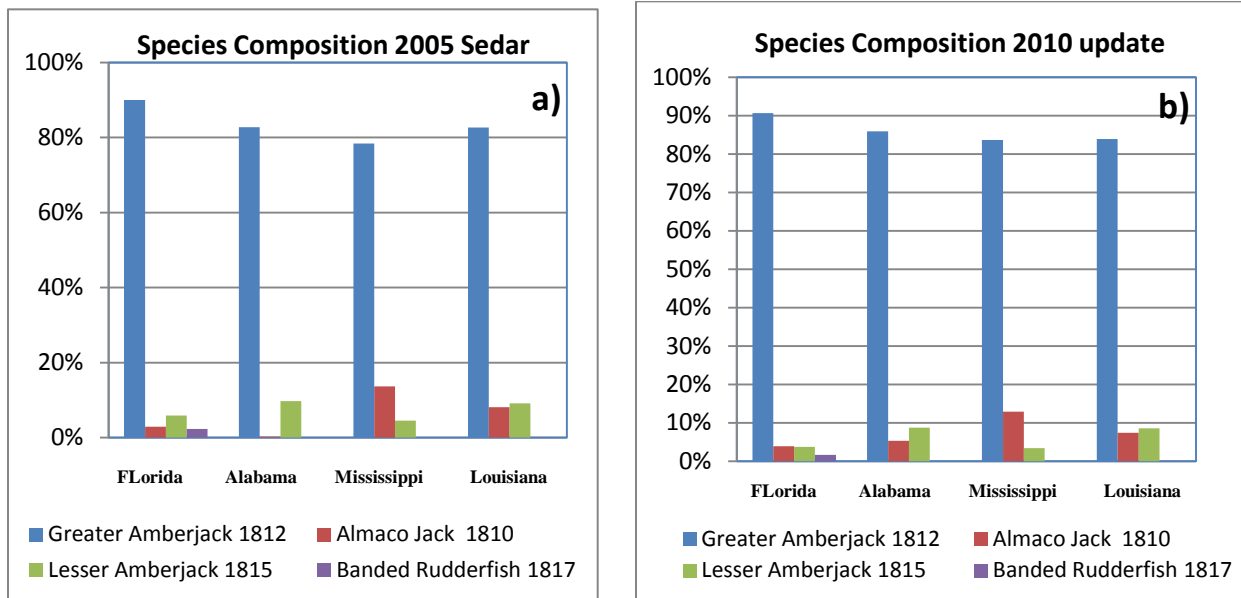 Species Composition 2005 Sedar
a)
100%
80%
60%
40%
20%
0%
FLorida Alabama Mississippi Louisiana
Greater Amberjack 1812 Almaco Jack 1810
Lesser Amberjack 1815 Banded Rudderfish 1817
Species Composition 2010 update
b)
100%
90%
80%
70%
60%
50%
40%
30%
20%
10%
0%
FLorida Alabama Mississippi Louisiana
Greater Amberjack 1812 Almaco Jack 1810
Lesser Amberjack 1815 Banded Rudderfish 1817